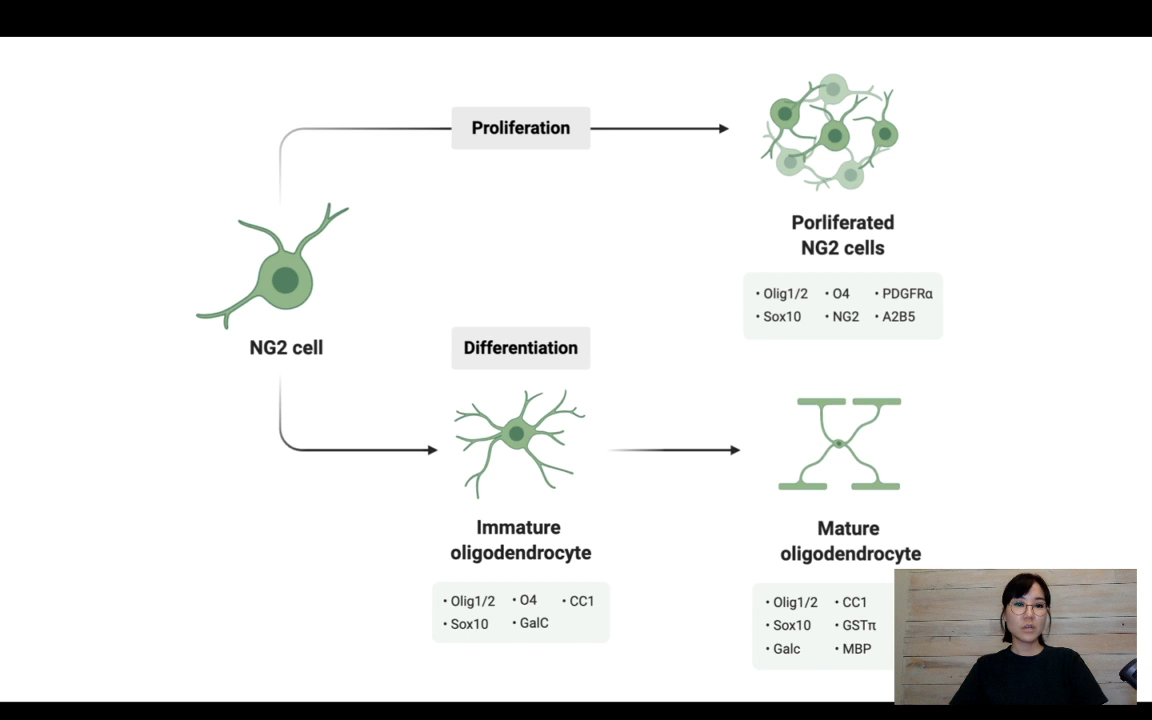 Proliferation
Porliferated
NG2 cells
• Olig1/2 • O4 • PDGFRα
• Sox10 • NG2 • A2B5
NG2 cell
Differentiation
Immature
oligodendrocyte
• Olig1/2 • O4 • CC1
• Sox10 • GalC
Mature
oligodendrocyte
• Olig1/2 • CC1
• Sox10 • GSTπ
• Galc • MBP